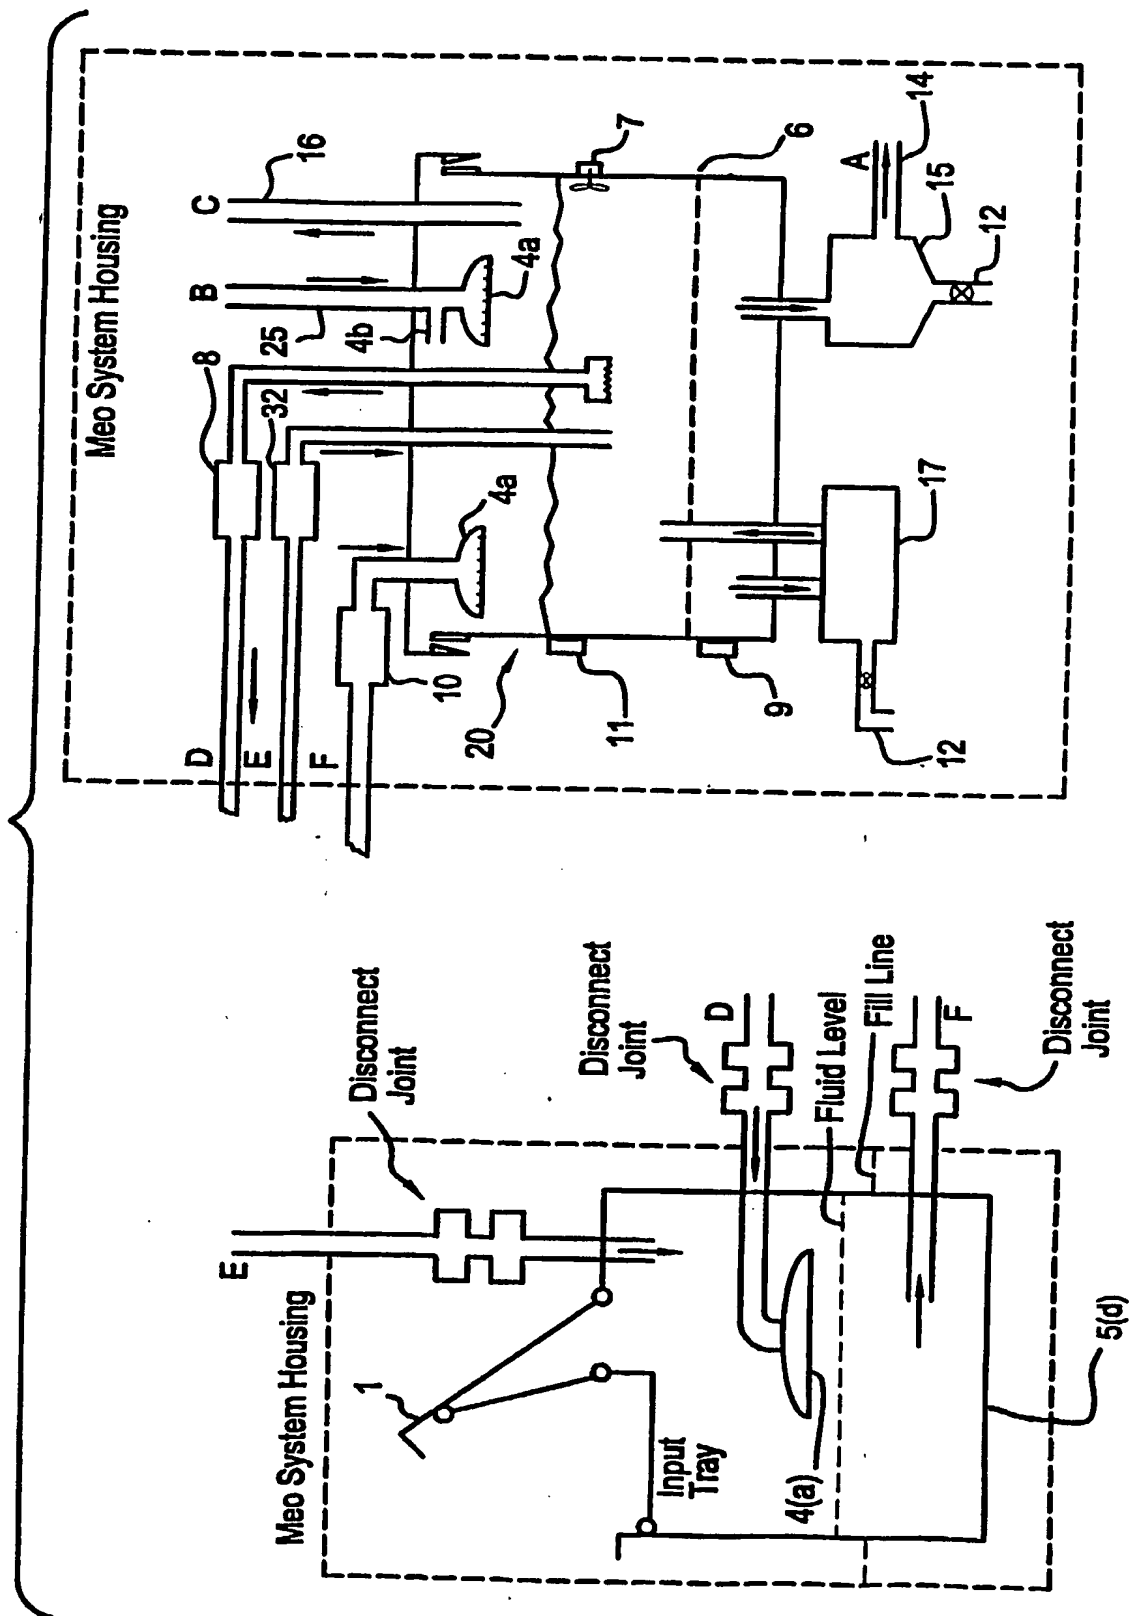 Meo System Housing
1
E
Disconnect
Joint
Input
Tray
4(a)
Disconnect
Joint
D
Fluid Level
Fill Line
F
Disconnect
Joint
5(d)
Meo System Housing
D
E
F
8
32
25
B
C
16
4b
4a
4a
10
20
11
9
7
6
A
14
15
12
17
12